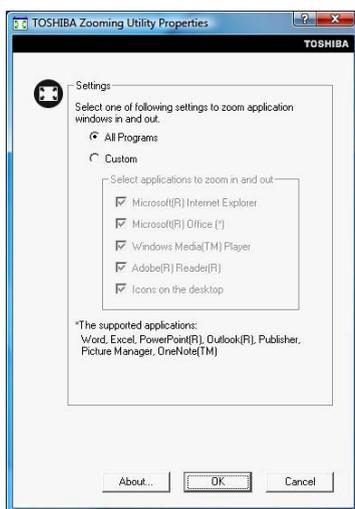 TOSHIBA Zooming Utility Properties
TOSHIBA
Settings
Select one of following settings to zoom application
windows in and out.
All Programs
Custom
Select applications to zoom in and out
Microsoft(R) Internet Explorer
Microsoft(R) Office (*)
Windows Media(TM) Player
Adobe(R) Reader(R)
Icons on the desktop
*The supported applications:
Word, Excel, PowerPoint(R), Outlook(R), Publisher,
Picture Manager, OneNote(TM)
About... OK Cancel